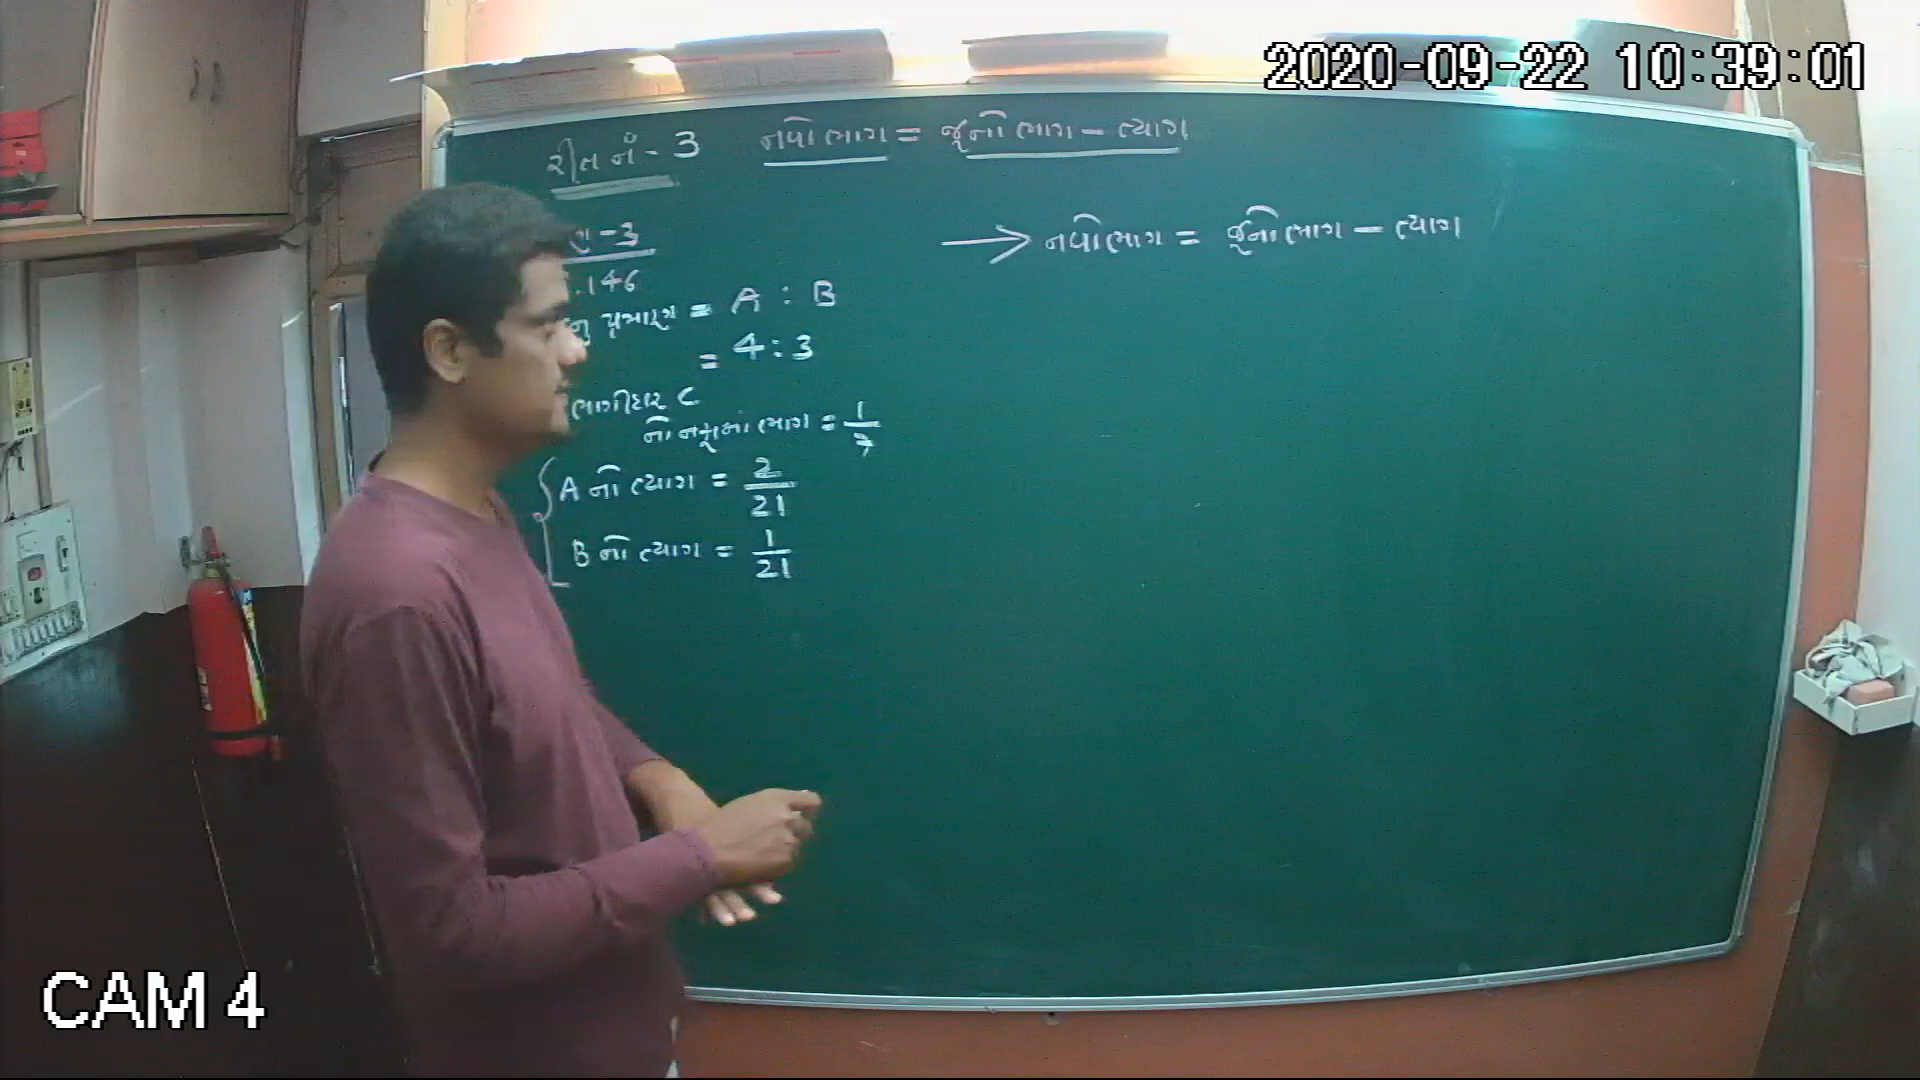 2020-09-22 10:39:01
રીત નં - 3 નવો ભાગ = જૂનો ભાગ - ત્યાગ
ણ - 3
.146
નુ પ્રમાણ = A : B
= 4 : 3
ભાગીદાર C
નો નફામાં ભાગ = 1/7
A નો ત્યાગ = 2/21
B નો ત્યાગ = 1/21
→ નવો ભાગ = જૂનો ભાગ - ત્યાગ
CAM 4